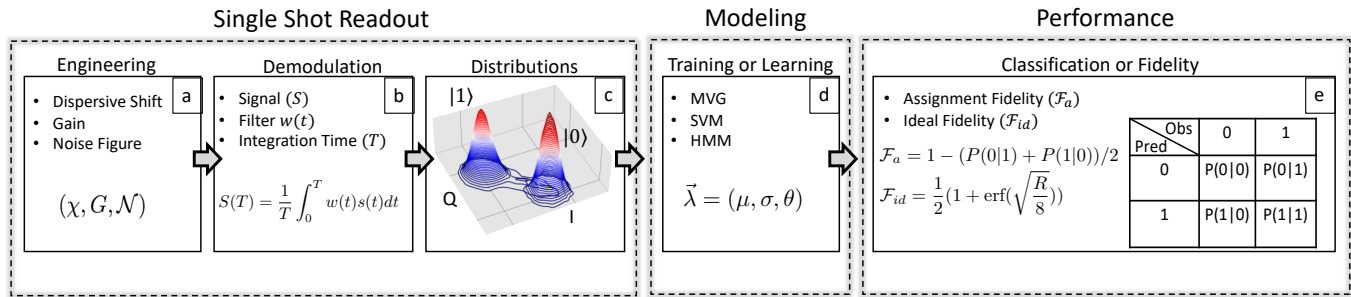 Single Shot Readout
Modeling
Performance
Engineering
a
• Dispersive Shift
• Gain
• Noise Figure
(χ, G, 𝒩)
Demodulation
b
• Signal (S)
• Filter w(t)
• Integration Time (T)
S(T) = 1/T ∫₀ᵀ w(t)s(t)dt
Distributions
c
|1⟩
|0⟩
Q
I
Training or Learning
d
• MVG
• SVM
• HMM
λ⃗ = (μ, σ, θ)
Classification or Fidelity
e
• Assignment Fidelity (ℱₐ)
• Ideal Fidelity (ℱ_id)
ℱₐ = 1 − (P(0|1) + P(1|0))/2
ℱ_id = 1/2(1 + erf(√(R/8)))
Obs
Pred
0 1
0 P(0|0) P(0|1)
1 P(1|0) P(1|1)